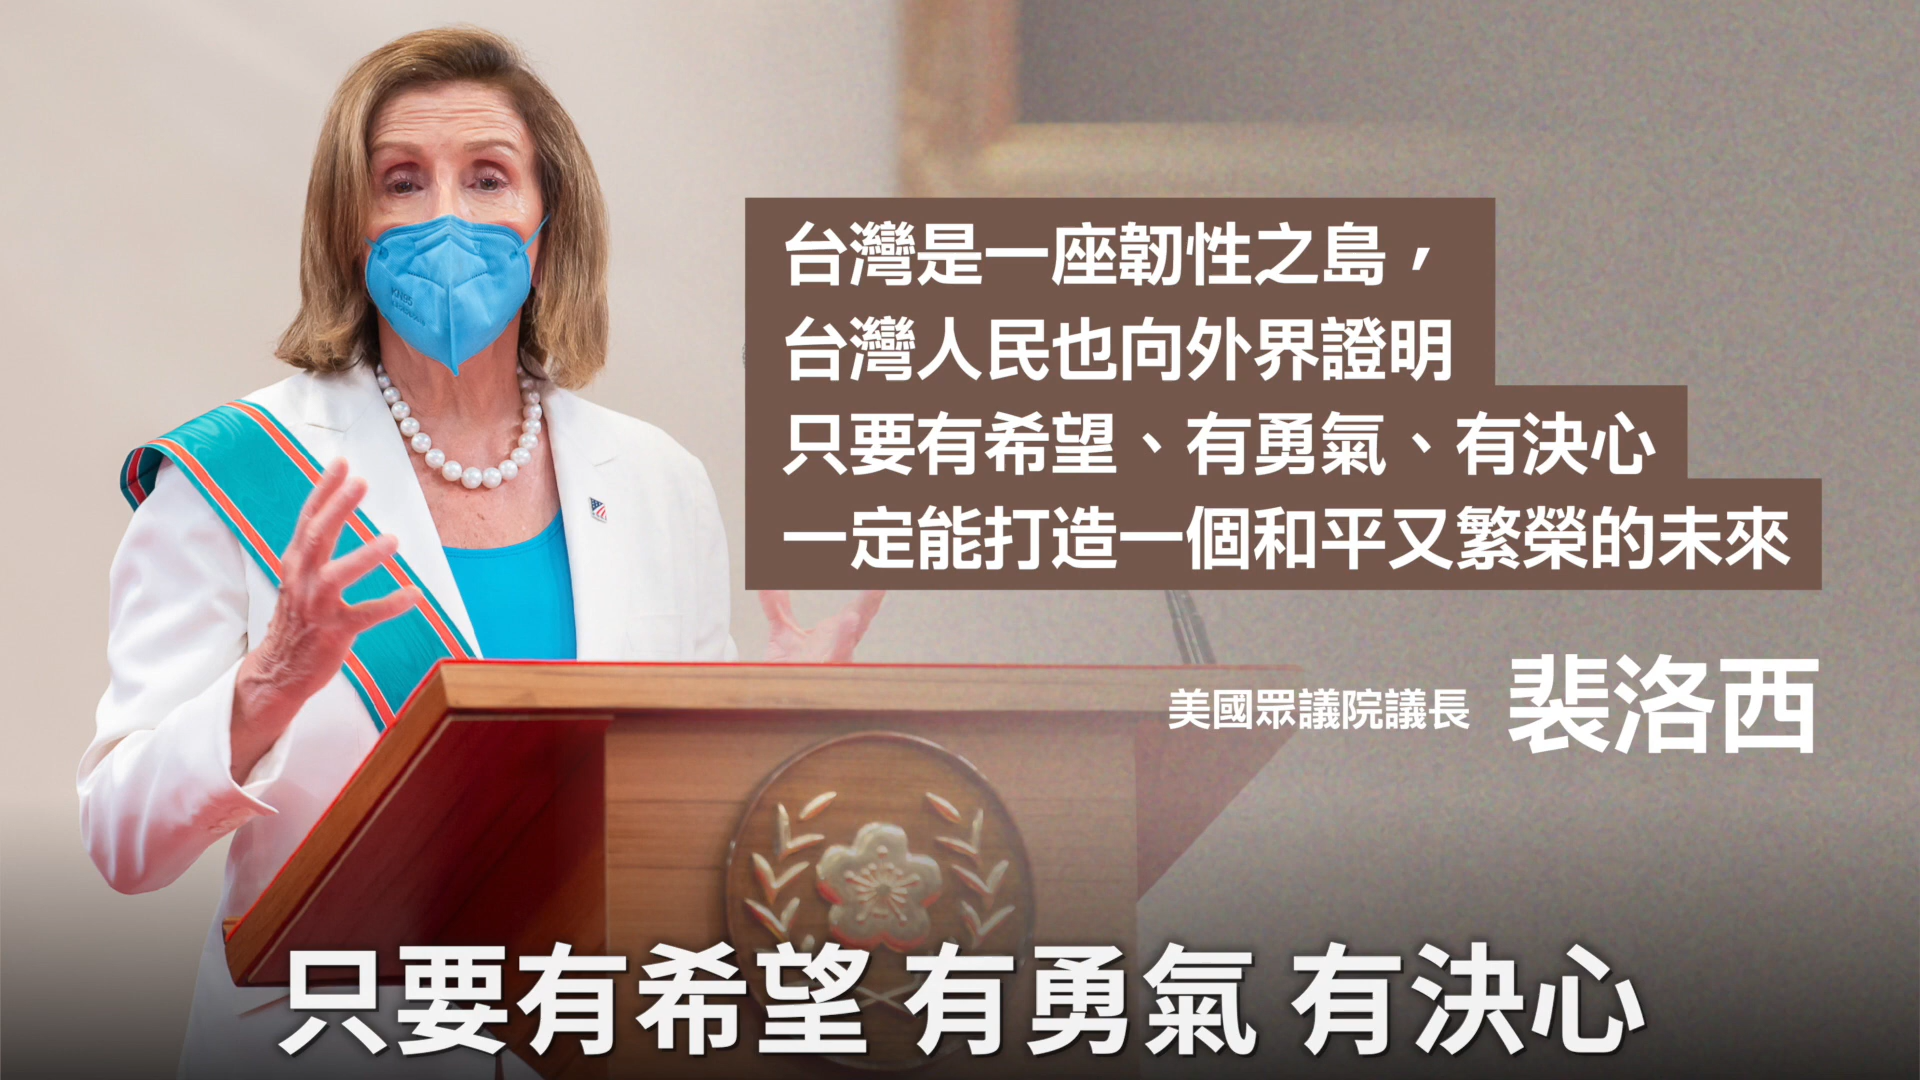 台灣是一座韌性之島，
台灣人民也向外界證明
只要有希望、有勇氣、有決心
一定能打造一個和平又繁榮的未來
美國眾議院議長 裴洛西
只要有希望 有勇氣 有決心